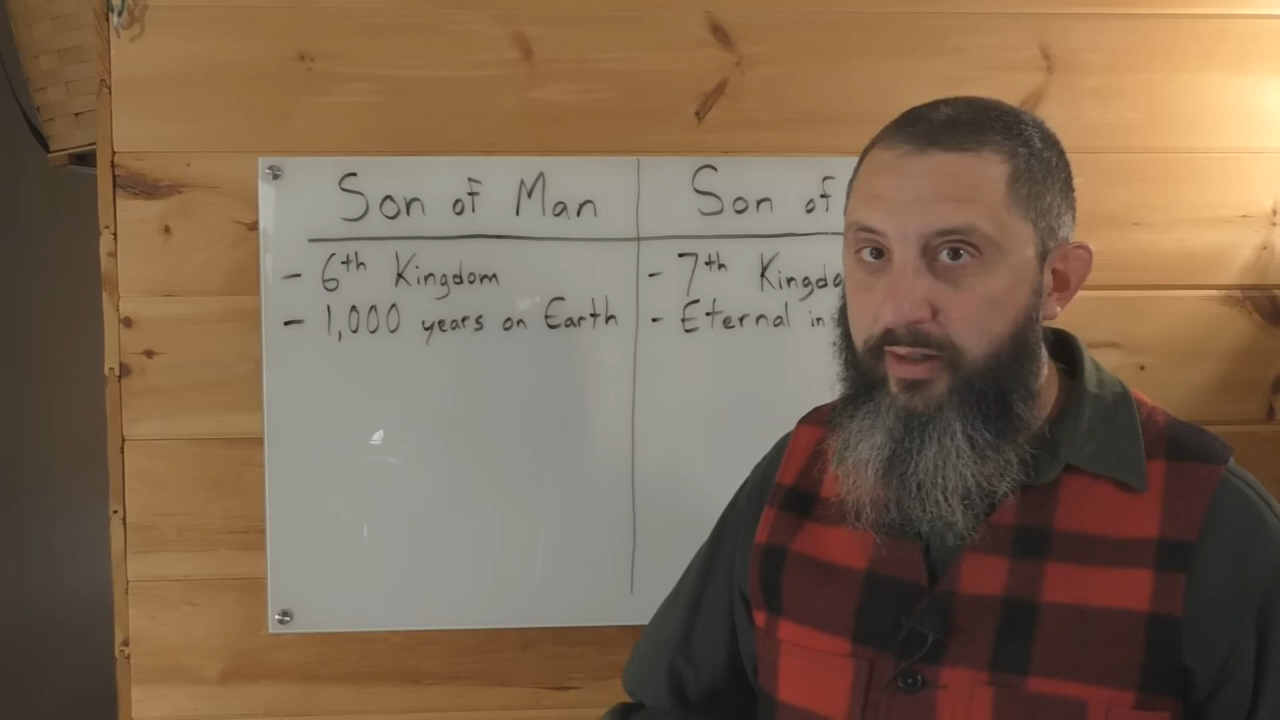 Son of Man
Son of
- 6th Kingdom
- 7th Kingdo
- 1,000 years on Earth
- Eternal in